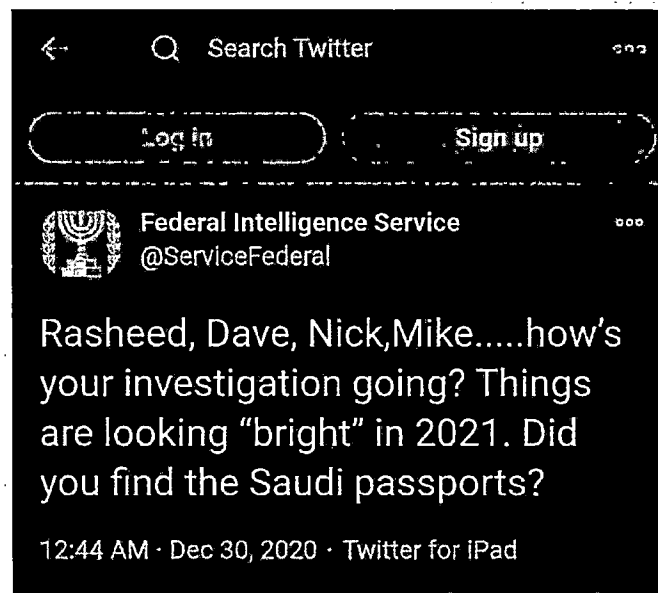 Search Twitter
Log in
Sign up
Federal Intelligence Service
@ServiceFederal
Rasheed, Dave, Nick,Mike.....how's
your investigation going? Things
are looking “bright” in 2021. Did
you find the Saudi passports?
12:44 AM · Dec 30, 2020 · Twitter for iPad